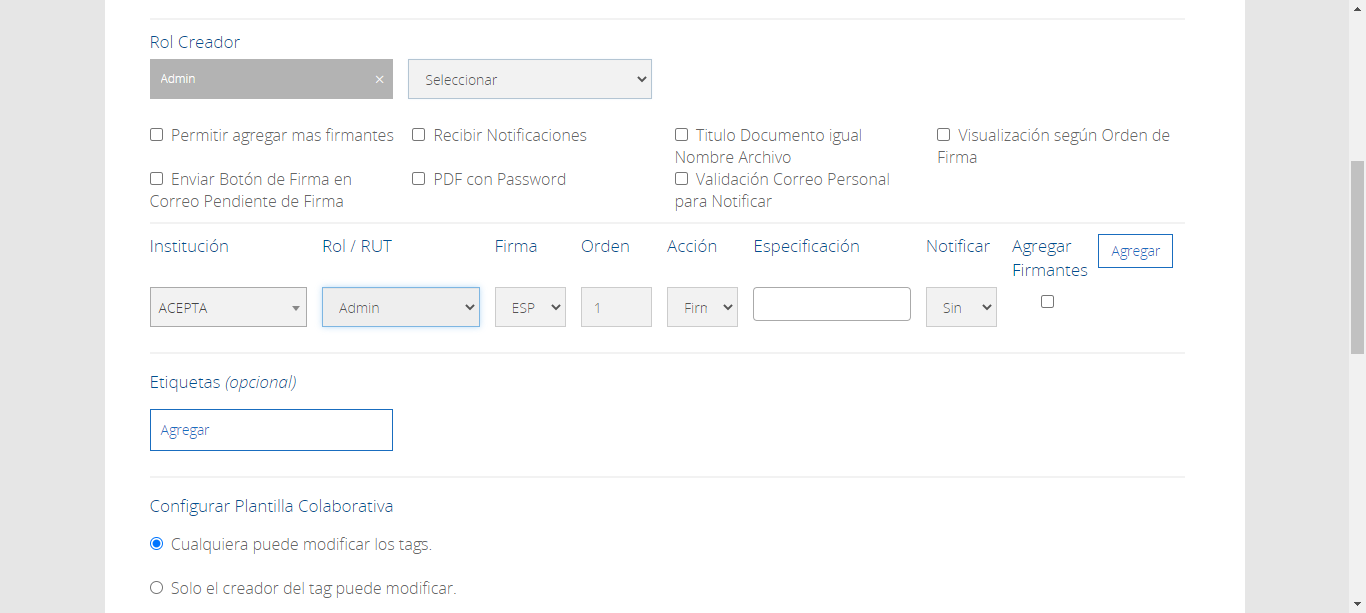 Rol Creador
Admin ×
Seleccionar
Permitir agregar mas firmantes
Recibir Notificaciones
Titulo Documento igual
Nombre Archivo
Visualización según Orden de
Firma
Enviar Botón de Firma en
Correo Pendiente de Firma
PDF con Password
Validación Correo Personal
para Notificar
Institución
Rol / RUT
Firma
Orden
Acción
Especificación
Notificar
Agregar
Firmantes
Agregar
ACEPTA
Admin
ESP
1
Firn
Sin
Etiquetas (opcional)
Agregar
Configurar Plantilla Colaborativa
Cualquiera puede modificar los tags.
Solo el creador del tag puede modificar.